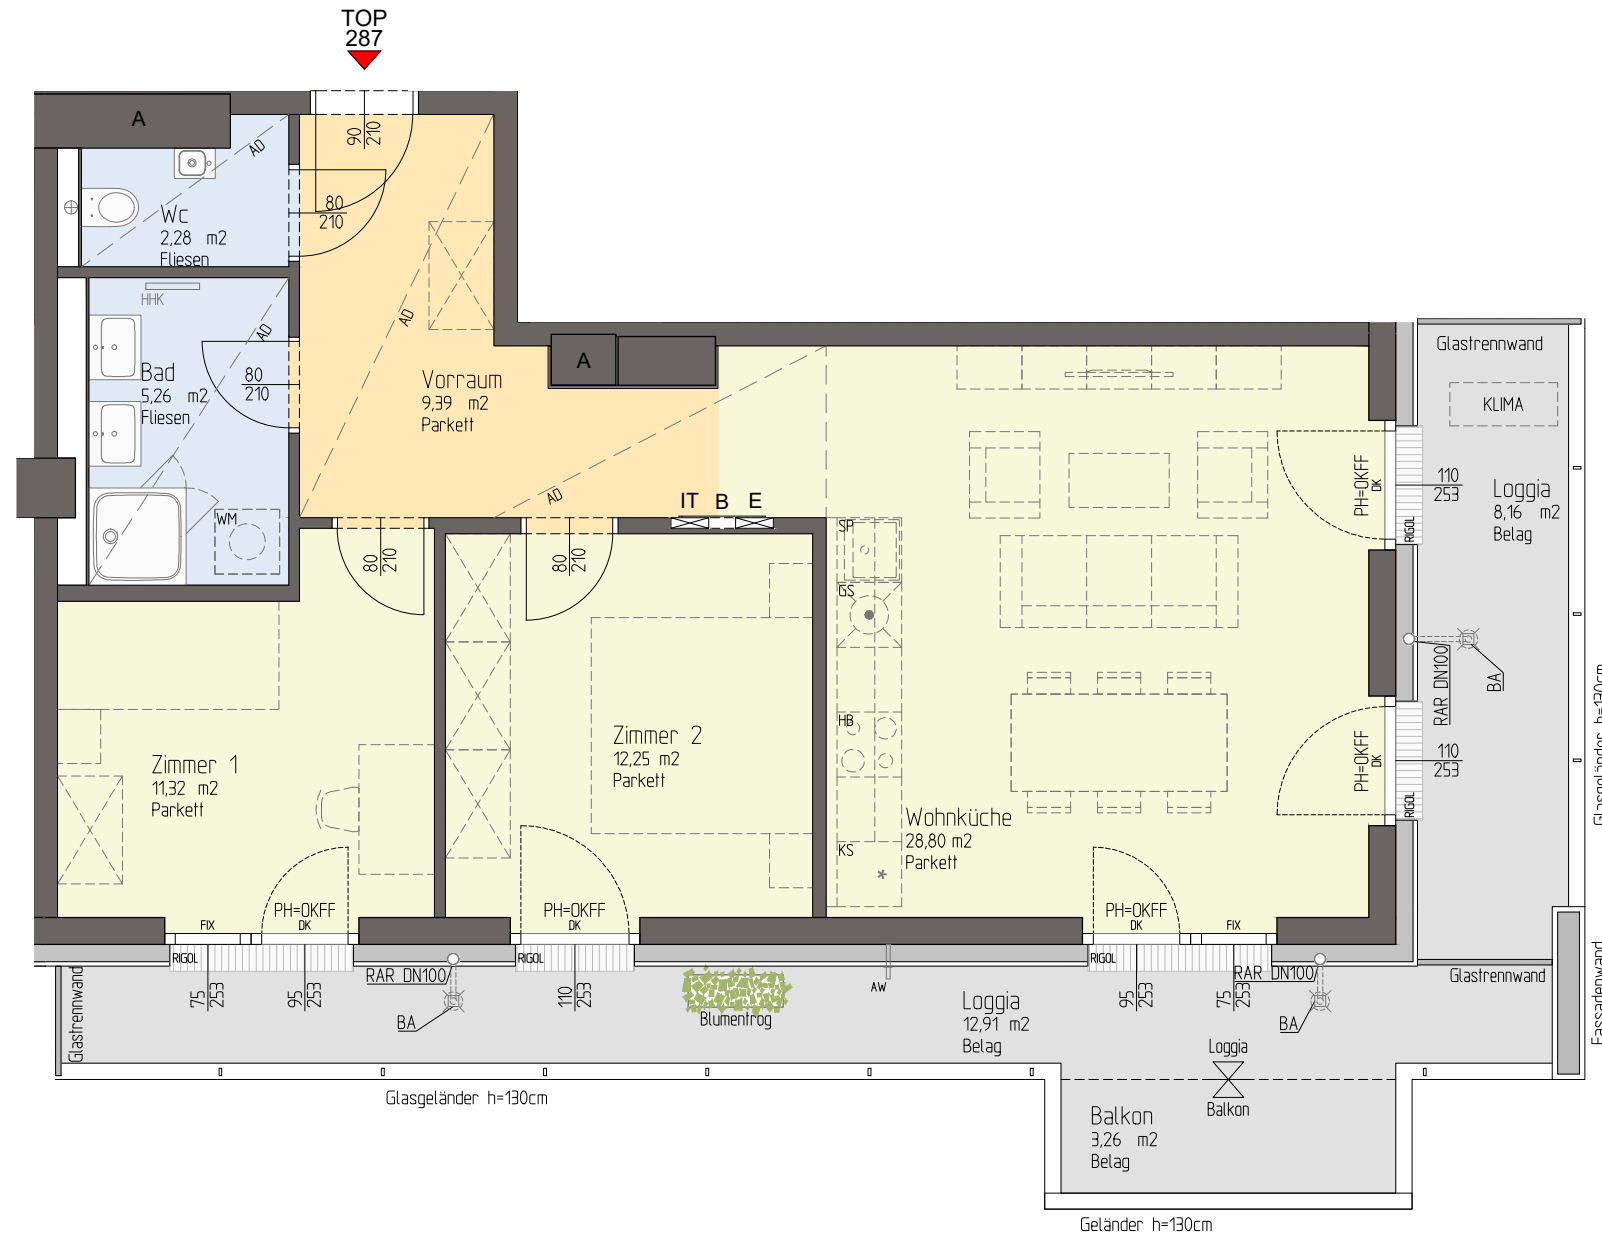 TOP
287
A
90
210
AD
80
210
Wc
2,28 m2
Fliesen
HHK
AD
Bad
5,26 m2
Fliesen
80
210
AD
Vorraum
9,39 m2
Parkett
A
WM
AD
IT B E
80
210
80
210
SP
GS
HB
KS
*
Zimmer 1
11,32 m2
Parkett
Zimmer 2
12,25 m2
Parkett
Wohnküche
28,80 m2
Parkett
Glastrennwand
KLIMA
PH=OKFF
DK
RIGOL
110
253
Loggia
8,16 m2
Belag
RAR DN100
BA
PH=OKFF
DK
RIGOL
110
253
Glasgeländer h=130cm
FIX
PH=OKFF
DK
PH=OKFF
DK
PH=OKFF
DK
FIX
RIGOL
RIGOL
RIGOL
Glastrennwand
75
253
95
253
RAR DN100
BA
110
253
Blumentrog
AW
Loggia
12,91 m2
Belag
95
253
75
253
RAR DN100
BA
Glastrennwand
Fassadenwand
Loggia
Balkon
Glasgeländer h=130cm
Balkon
3,26 m2
Belag
Geländer h=130cm